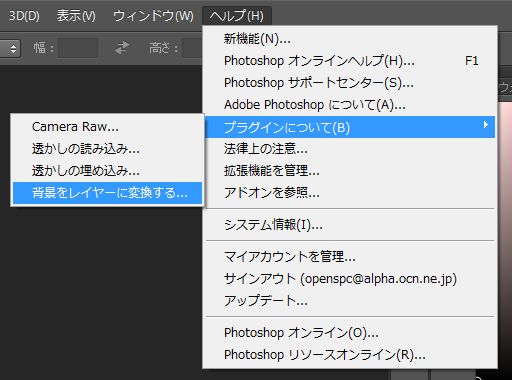 3D(D) 表示(V) ウィンドウ(W) ヘルプ(H)
幅: 高さ:
新機能(N)...
Photoshop オンラインヘルプ(H)... F1
Photoshop サポートセンター(S)...
Adobe Photoshop について(A)...
プラグインについて(B)
法律上の注意...
拡張機能を管理...
アドオンを参照...
システム情報(I)...
マイアカウントを管理...
サインアウト (openspc@alpha.ocn.ne.jp)
アップデート...
Photoshop オンライン(O)...
Photoshop リソースオンライン(R)...
Camera Raw...
透かしの読み込み...
透かしの埋め込み...
背景をレイヤーに変換する...